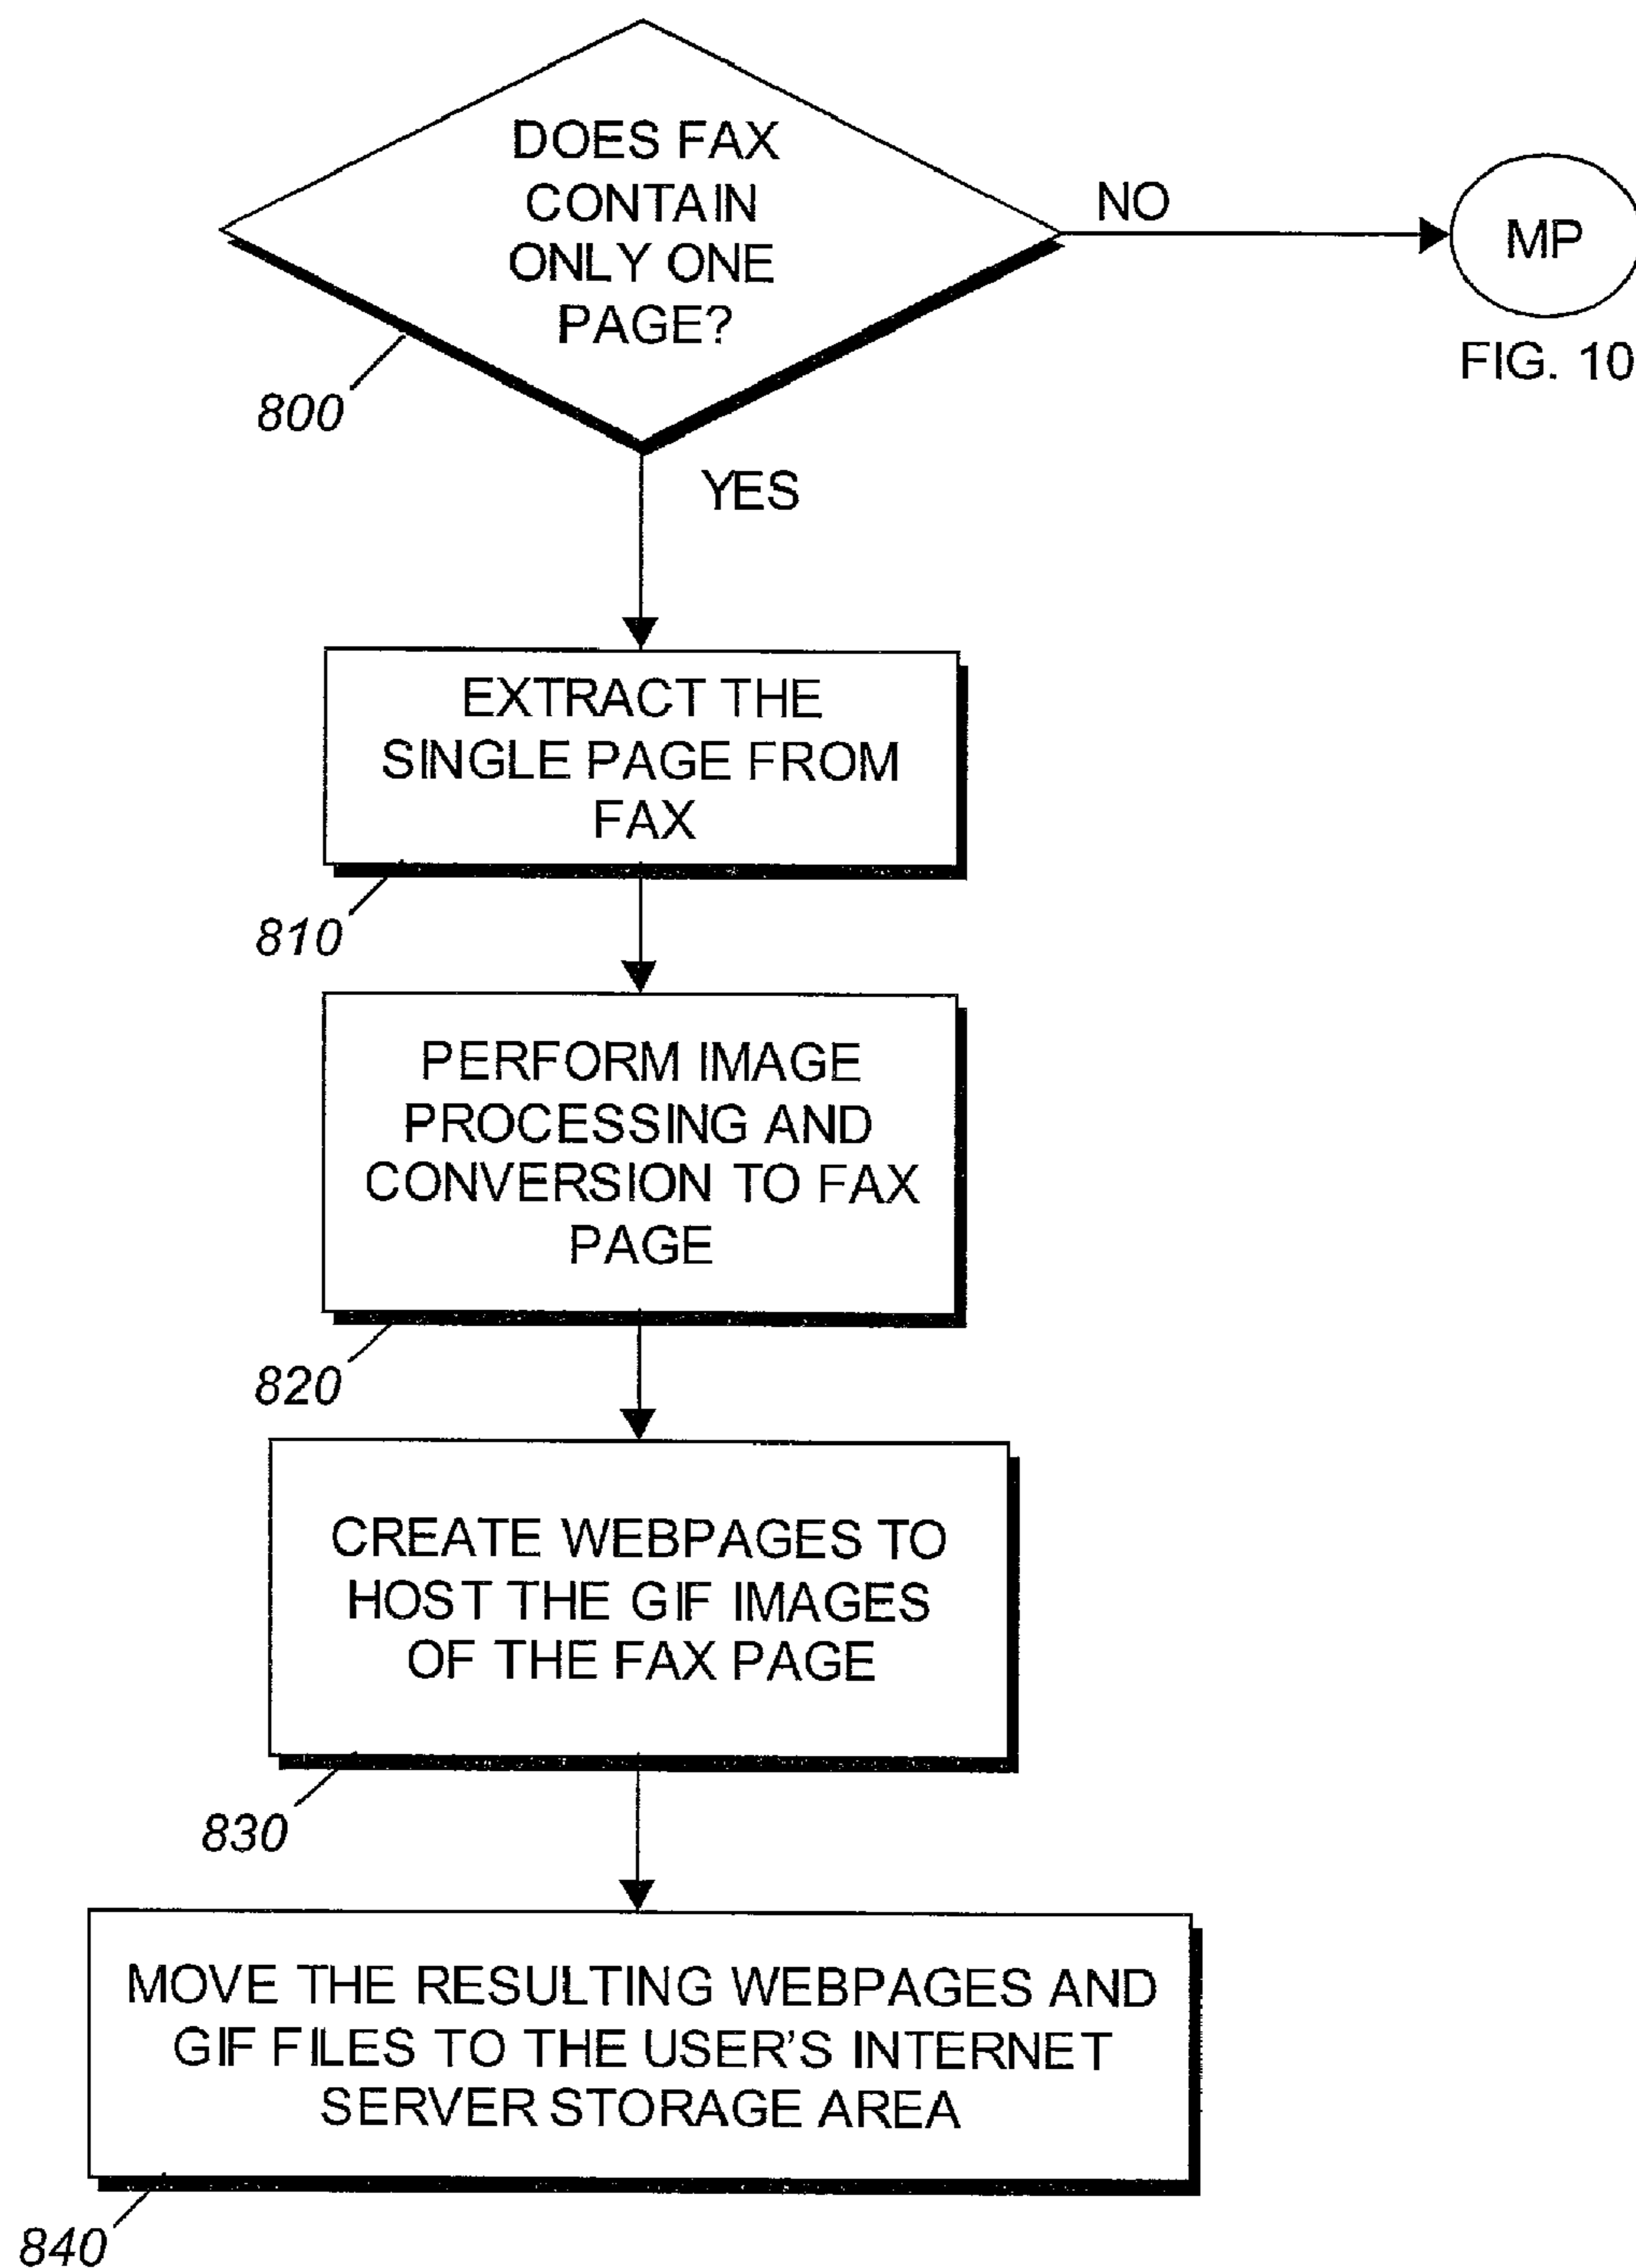 DOES FAX
CONTAIN
ONLY ONE
PAGE?
NO
MP
FIG. 10
800
YES
EXTRACT THE
SINGLE PAGE FROM
FAX
810
PERFORM IMAGE
PROCESSING AND
CONVERSION TO FAX
PAGE
820
CREATE WEBPAGES TO
HOST THE GIF IMAGES
OF THE FAX PAGE
830
MOVE THE RESULTING WEBPAGES AND
GIF FILES TO THE USER'S INTERNET
SERVER STORAGE AREA
840